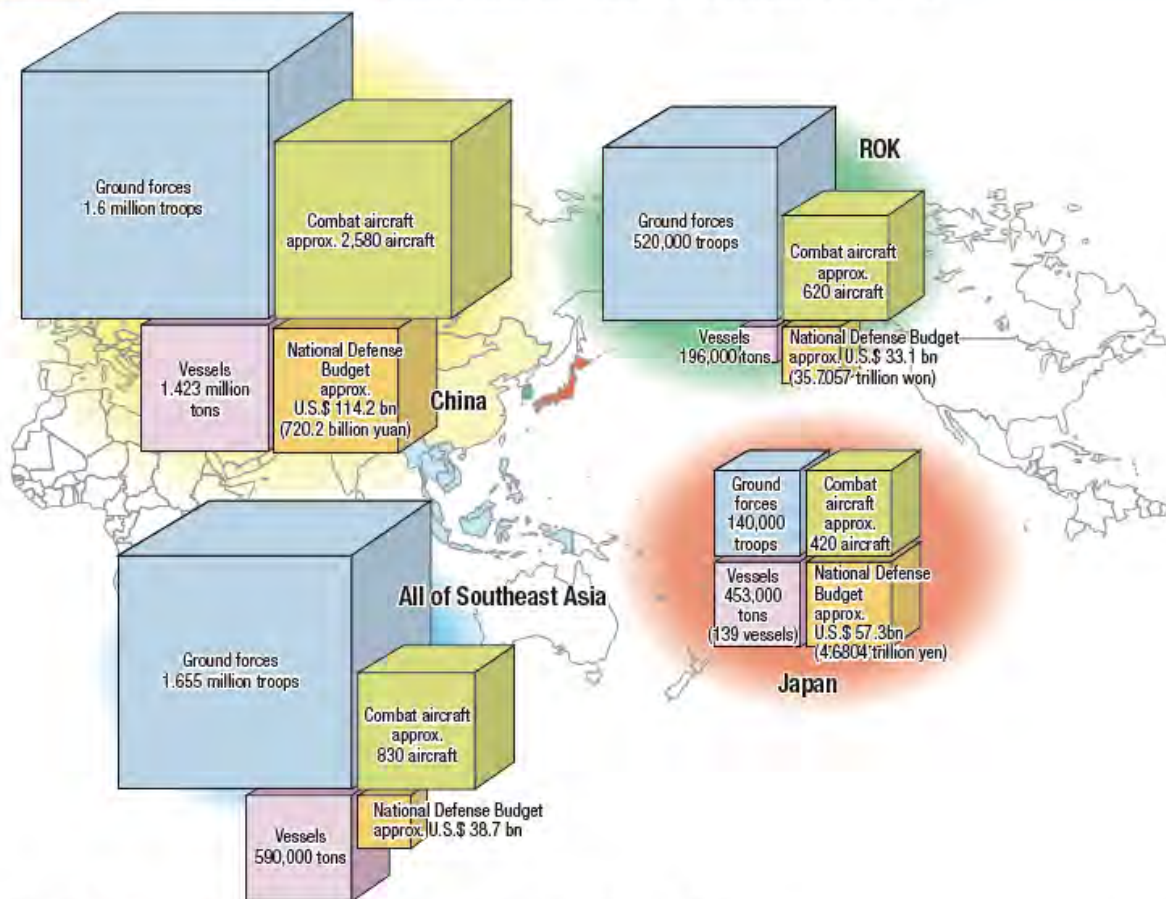 Ground forces
1.6 million troops
Combat aircraft
approx. 2,580 aircraft
Vessels
1.423 million
tons
National Defense
Budget
approx.
U.S.$ 114.2 bn
(720.2 billion yuan)
China
ROK
Ground forces
520,000 troops
Combat aircraft
approx.
620 aircraft
Vessels
196,000 tons
National Defense Budget
approx. U.S.$ 33.1 bn
(35.7057 trillion won)
Ground
forces
140,000
troops
Combat
aircraft
approx.
420 aircraft
Vessels
453,000
tons
(139 vessels)
National Defense
Budget
approx.
U.S.$ 57.3bn
(4.6804 trillion yen)
Japan
All of Southeast Asia
Ground forces
1.655 million troops
Combat aircraft
approx.
830 aircraft
Vessels
590,000 tons
National Defense Budget
approx. U.S.$ 38.7 bn